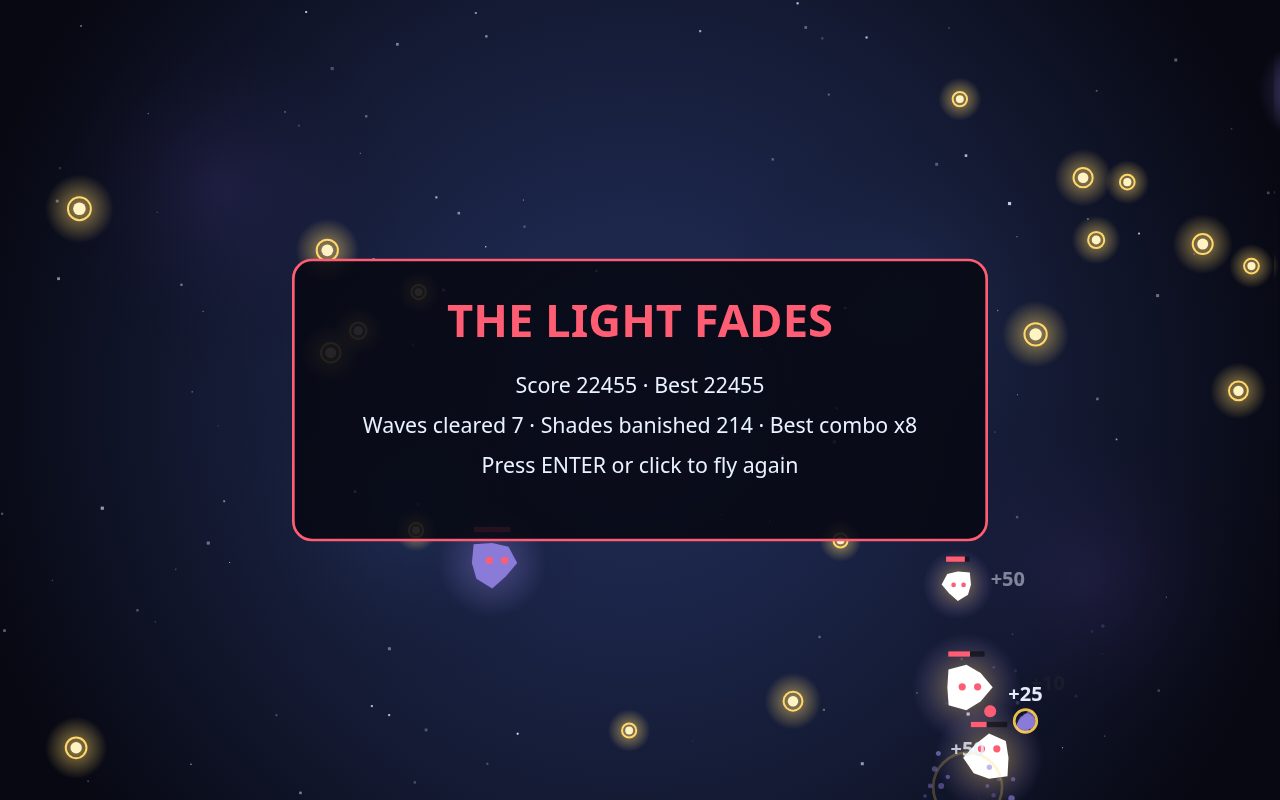 THE LIGHT FADES
Score 22455 · Best 22455
Waves cleared 7 · Shades banished 214 · Best combo x8
Press ENTER or click to fly again
+50
+25